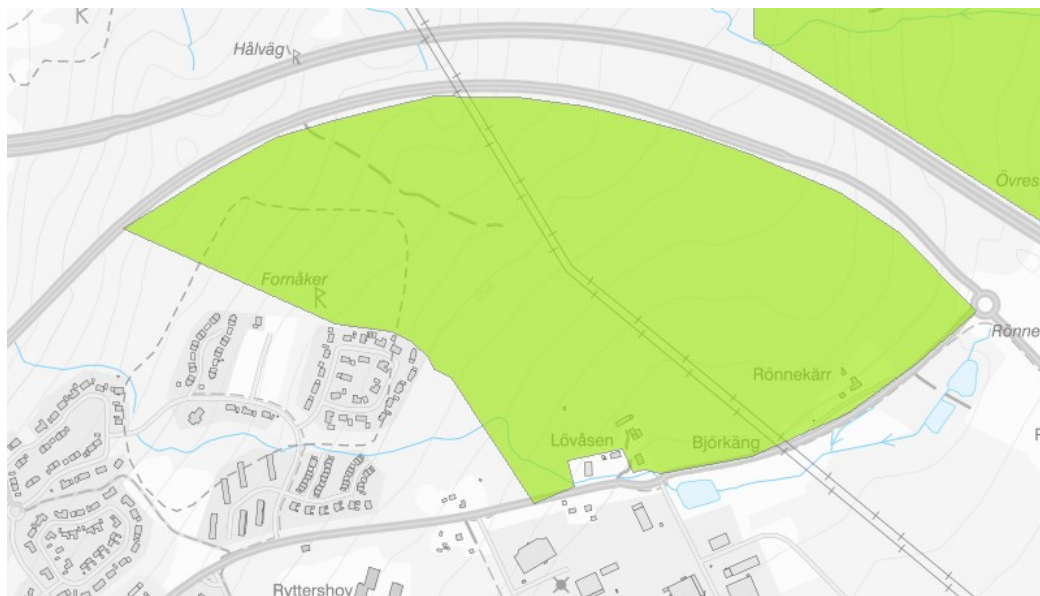 Hålväg
Övres
Fornåker
Rönne
Rönnekärr
Lövåsen
Björkäng
Ryttershov